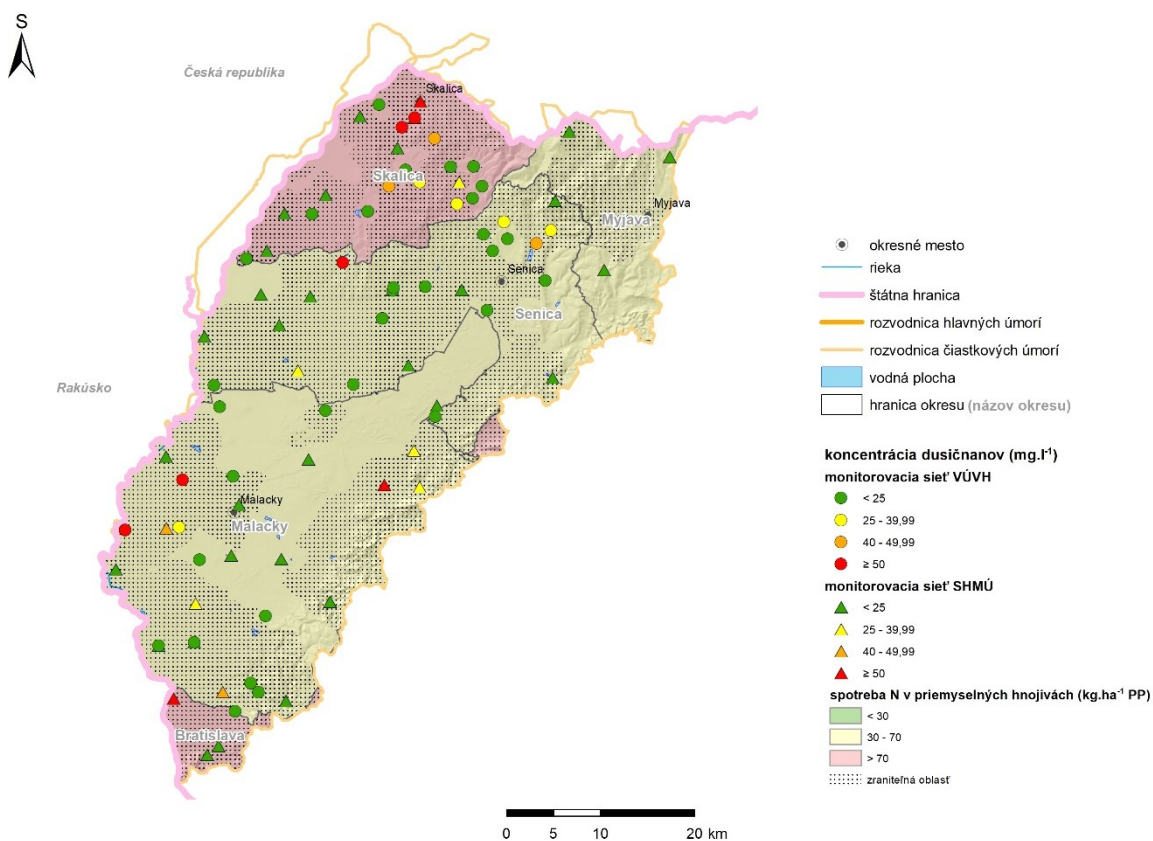 S
Česká republika
Skalica
Skalica
Myjava
Myjava
Senica
Senica
Rakúsko
Malacky
Malacky
Bratislava
okresné mesto
rieka
štátna hranica
rozvodnica hlavných úmorí
rozvodnica čiastkových úmorí
vodná plocha
hranica okresu (názov okresu)
koncentrácia dusičnanov (mg.l⁻¹)
monitorovacia sieť VÚVH
< 25
25 - 39,99
40 - 49,99
≥ 50
monitorovacia sieť SHMÚ
< 25
25 - 39,99
40 - 49,99
≥ 50
spotreba N v priemyselných hnojivách (kg.ha⁻¹ PP)
< 30
30 - 70
> 70
zraniteľná oblasť
0 5 10 20 km